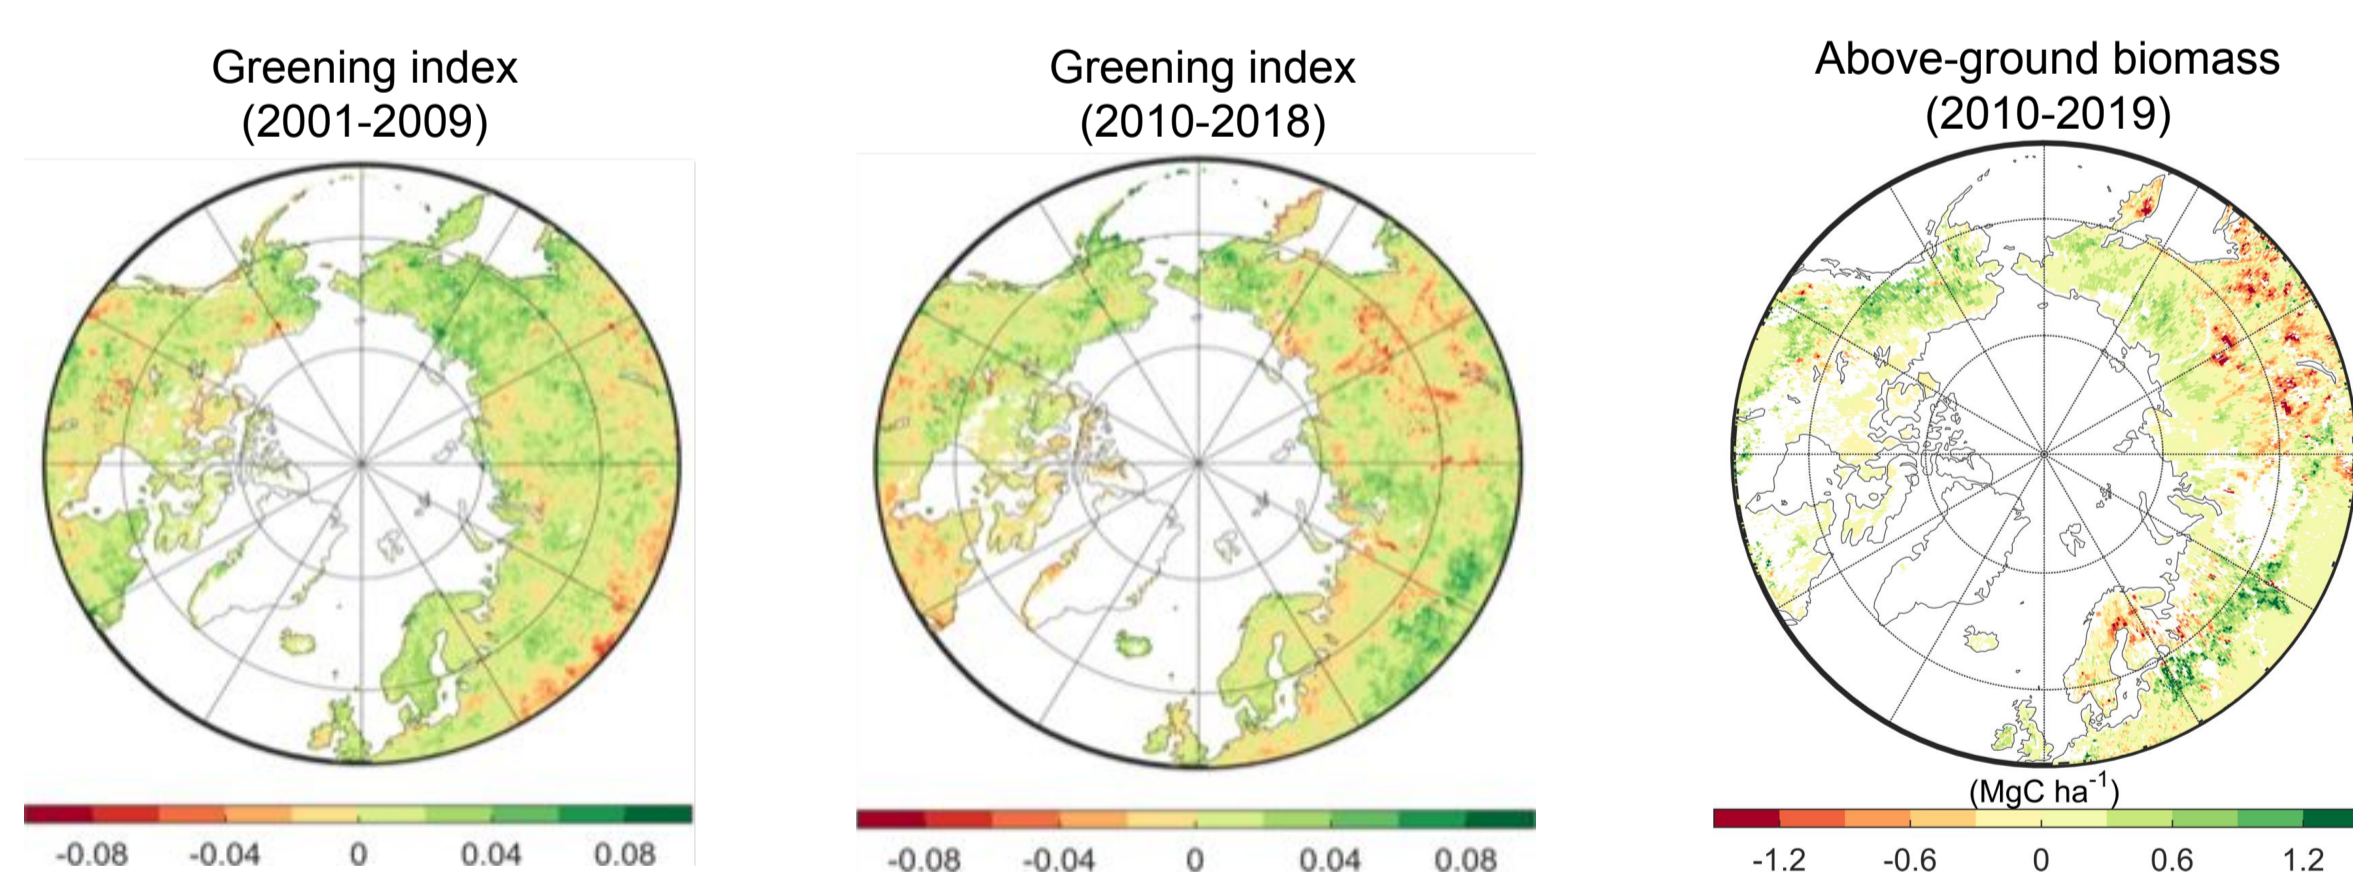 Greening index
(2001-2009)
-0.08 -0.04 0 0.04 0.08
Greening index
(2010-2018)
-0.08 -0.04 0 0.04 0.08
Above-ground biomass
(2010-2019)
(MgC ha⁻¹)
-1.2 -0.6 0 0.6 1.2